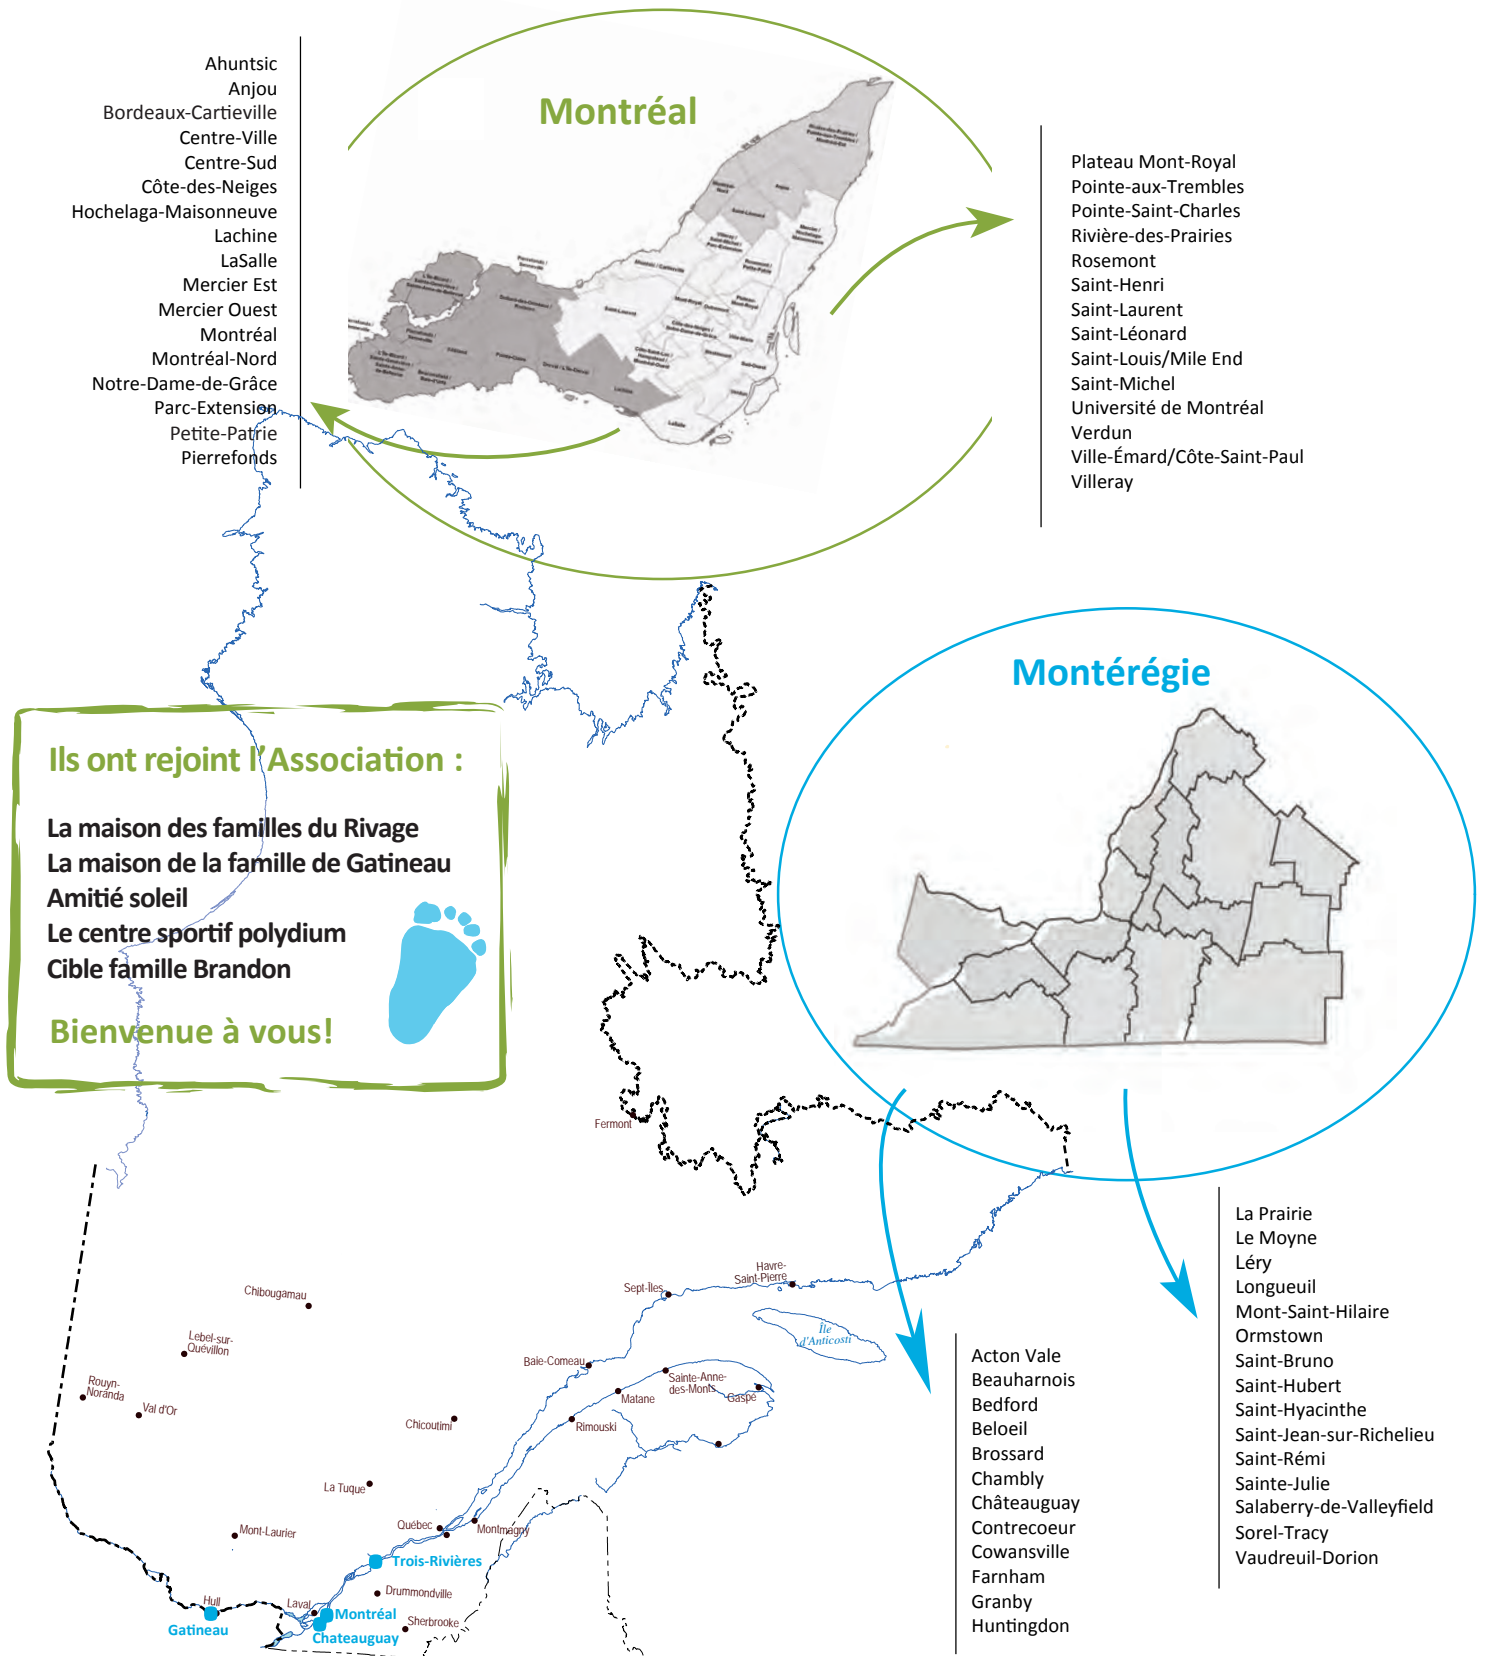 Montréal
Ahuntsic
Anjou
Bordeaux-Cartieville
Centre-Ville
Centre-Sud
Côte-des-Neiges
Hochelaga-Maisonneuve
Lachine
LaSalle
Mercier Est
Mercier Ouest
Montréal
Montréal-Nord
Notre-Dame-de-Grâce
Parc-Extension
Petite-Patrie
Pierrefonds
Plateau Mont-Royal
Pointe-aux-Trembles
Pointe-Saint-Charles
Rivière-des-Prairies
Rosemont
Saint-Henri
Saint-Laurent
Saint-Léonard
Saint-Louis/Mile End
Saint-Michel
Université de Montréal
Verdun
Ville-Émard/Côte-Saint-Paul
Villeray
Anjou
Saint-Léonard
Saint-Laurent
Lachine
LaSalle
Verdun
Montérégie
Ils ont rejoint l'Association :
La maison des familles du Rivage
La maison de la famille de Gatineau
Amitié soleil
Le centre sportif polydium
Cible famille Brandon
Bienvenue à vous!
Fermont
Havre-
Saint-Pierre
Sept-Îles
Chibougamau
Île
d'Anticosti
Lebel-sur-
Quévillon
Baie-Comeau
Sainte-Anne-
des-Monts
Gaspé
Matane
Rouyn-
Noranda
Val d'Or
Chicoutimi
Rimouski
La Tuque
Québec
Montmagny
Mont-Laurier
Trois-Rivières
Drummondville
Hull
Laval
Montréal
Sherbrooke
Gatineau
Chateauguay
Acton Vale
Beauharnois
Bedford
Beloeil
Brossard
Chambly
Châteauguay
Contrecoeur
Cowansville
Farnham
Granby
Huntingdon
La Prairie
Le Moyne
Léry
Longueuil
Mont-Saint-Hilaire
Ormstown
Saint-Bruno
Saint-Hubert
Saint-Hyacinthe
Saint-Jean-sur-Richelieu
Saint-Rémi
Sainte-Julie
Salaberry-de-Valleyfield
Sorel-Tracy
Vaudreuil-Dorion